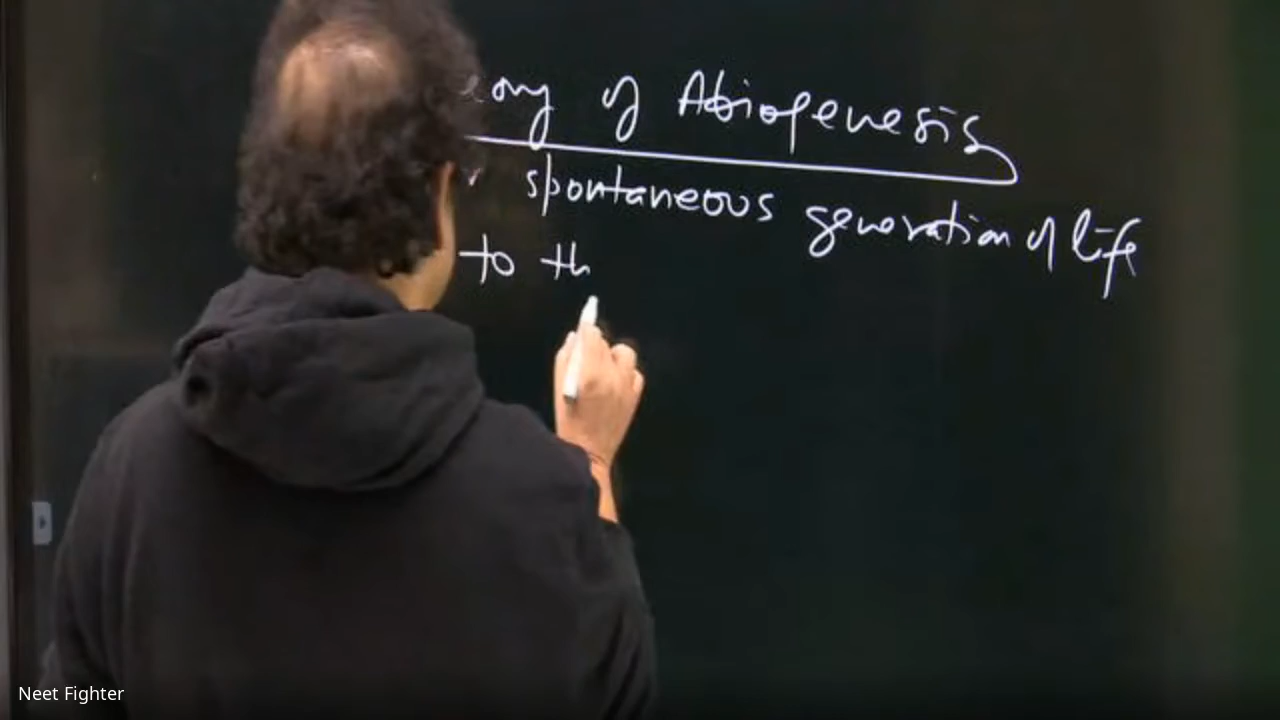 eory of Abiogenesis
r spontaneous generation of life
to th
Neet Fighter